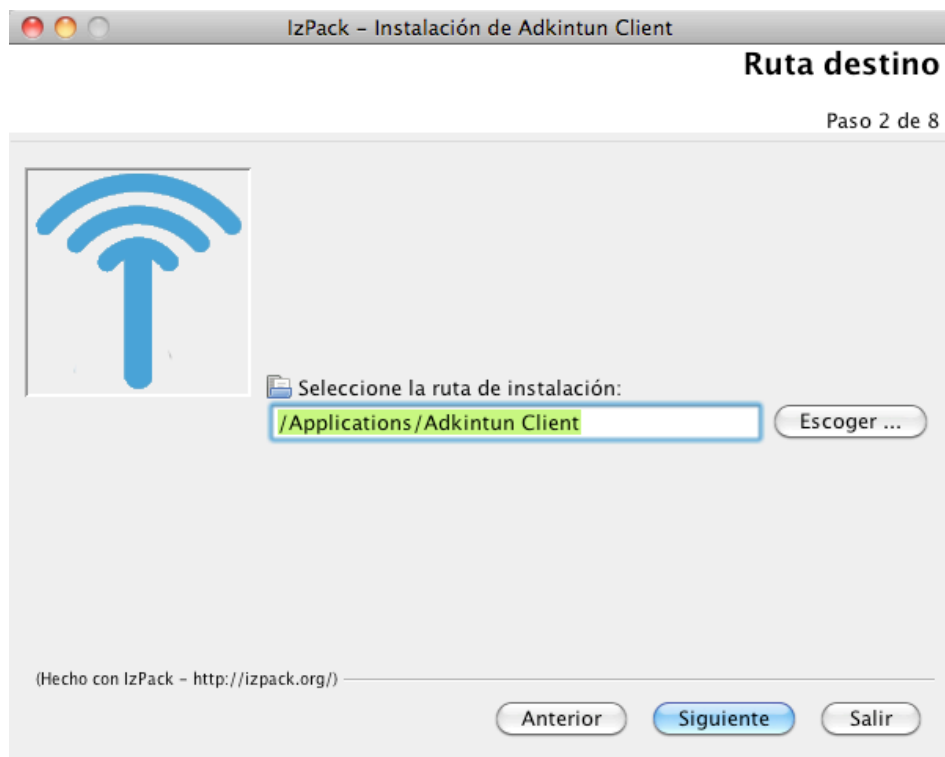 IzPack – Instalación de Adkintun Client
Ruta destino
Paso 2 de 8
Seleccione la ruta de instalación:
/Applications/Adkintun Client
Escoger ...
(Hecho con IzPack – http://izpack.org/)
Anterior
Siguiente
Salir